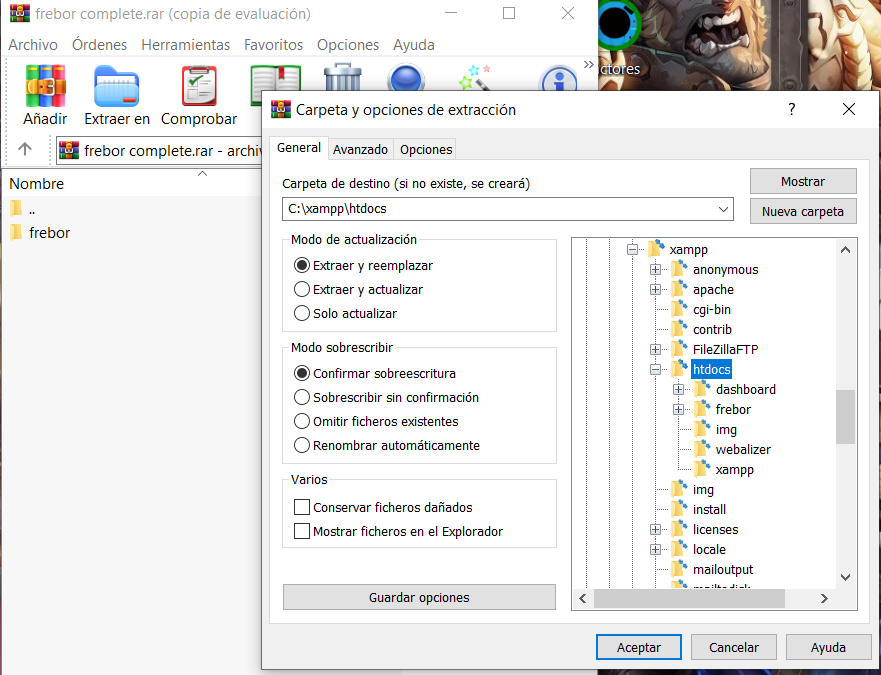 frebor complete.rar (copia de evaluación)
Archivo Órdenes Herramientas Favoritos Opciones Ayuda
ctores
Añadir Extraer en Comprobar
frebor complete.rar - archi
Nombre
..
frebor
Carpeta y opciones de extracción
General Avanzado Opciones
Carpeta de destino (si no existe, se creará)
Mostrar
C:\xampp\htdocs
Nueva carpeta
Modo de actualización
Extraer y reemplazar
Extraer y actualizar
Solo actualizar
Modo sobrescribir
Confirmar sobreescritura
Sobrescribir sin confirmación
Omitir ficheros existentes
Renombrar automáticamente
Varios
Conservar ficheros dañados
Mostrar ficheros en el Explorador
Guardar opciones
xampp
anonymous
apache
cgi-bin
contrib
FileZillaFTP
htdocs
dashboard
frebor
img
webalizer
xampp
img
install
licenses
locale
mailoutput
Aceptar Cancelar Ayuda